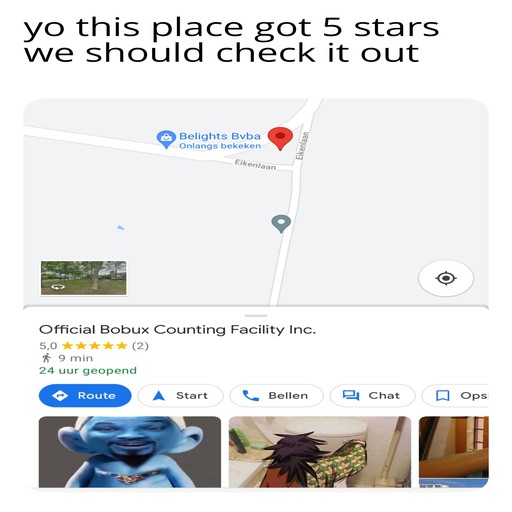 yo this place got 5 stars
we should check it out
Belights Bvba
Onlangs bekeken
Eikenlaan
Eikenlaan
Official Bobux Counting Facility Inc.
5,0 ★★★★★ (2)
9 min
24 uur geopend
Route Start Bellen Chat Ops